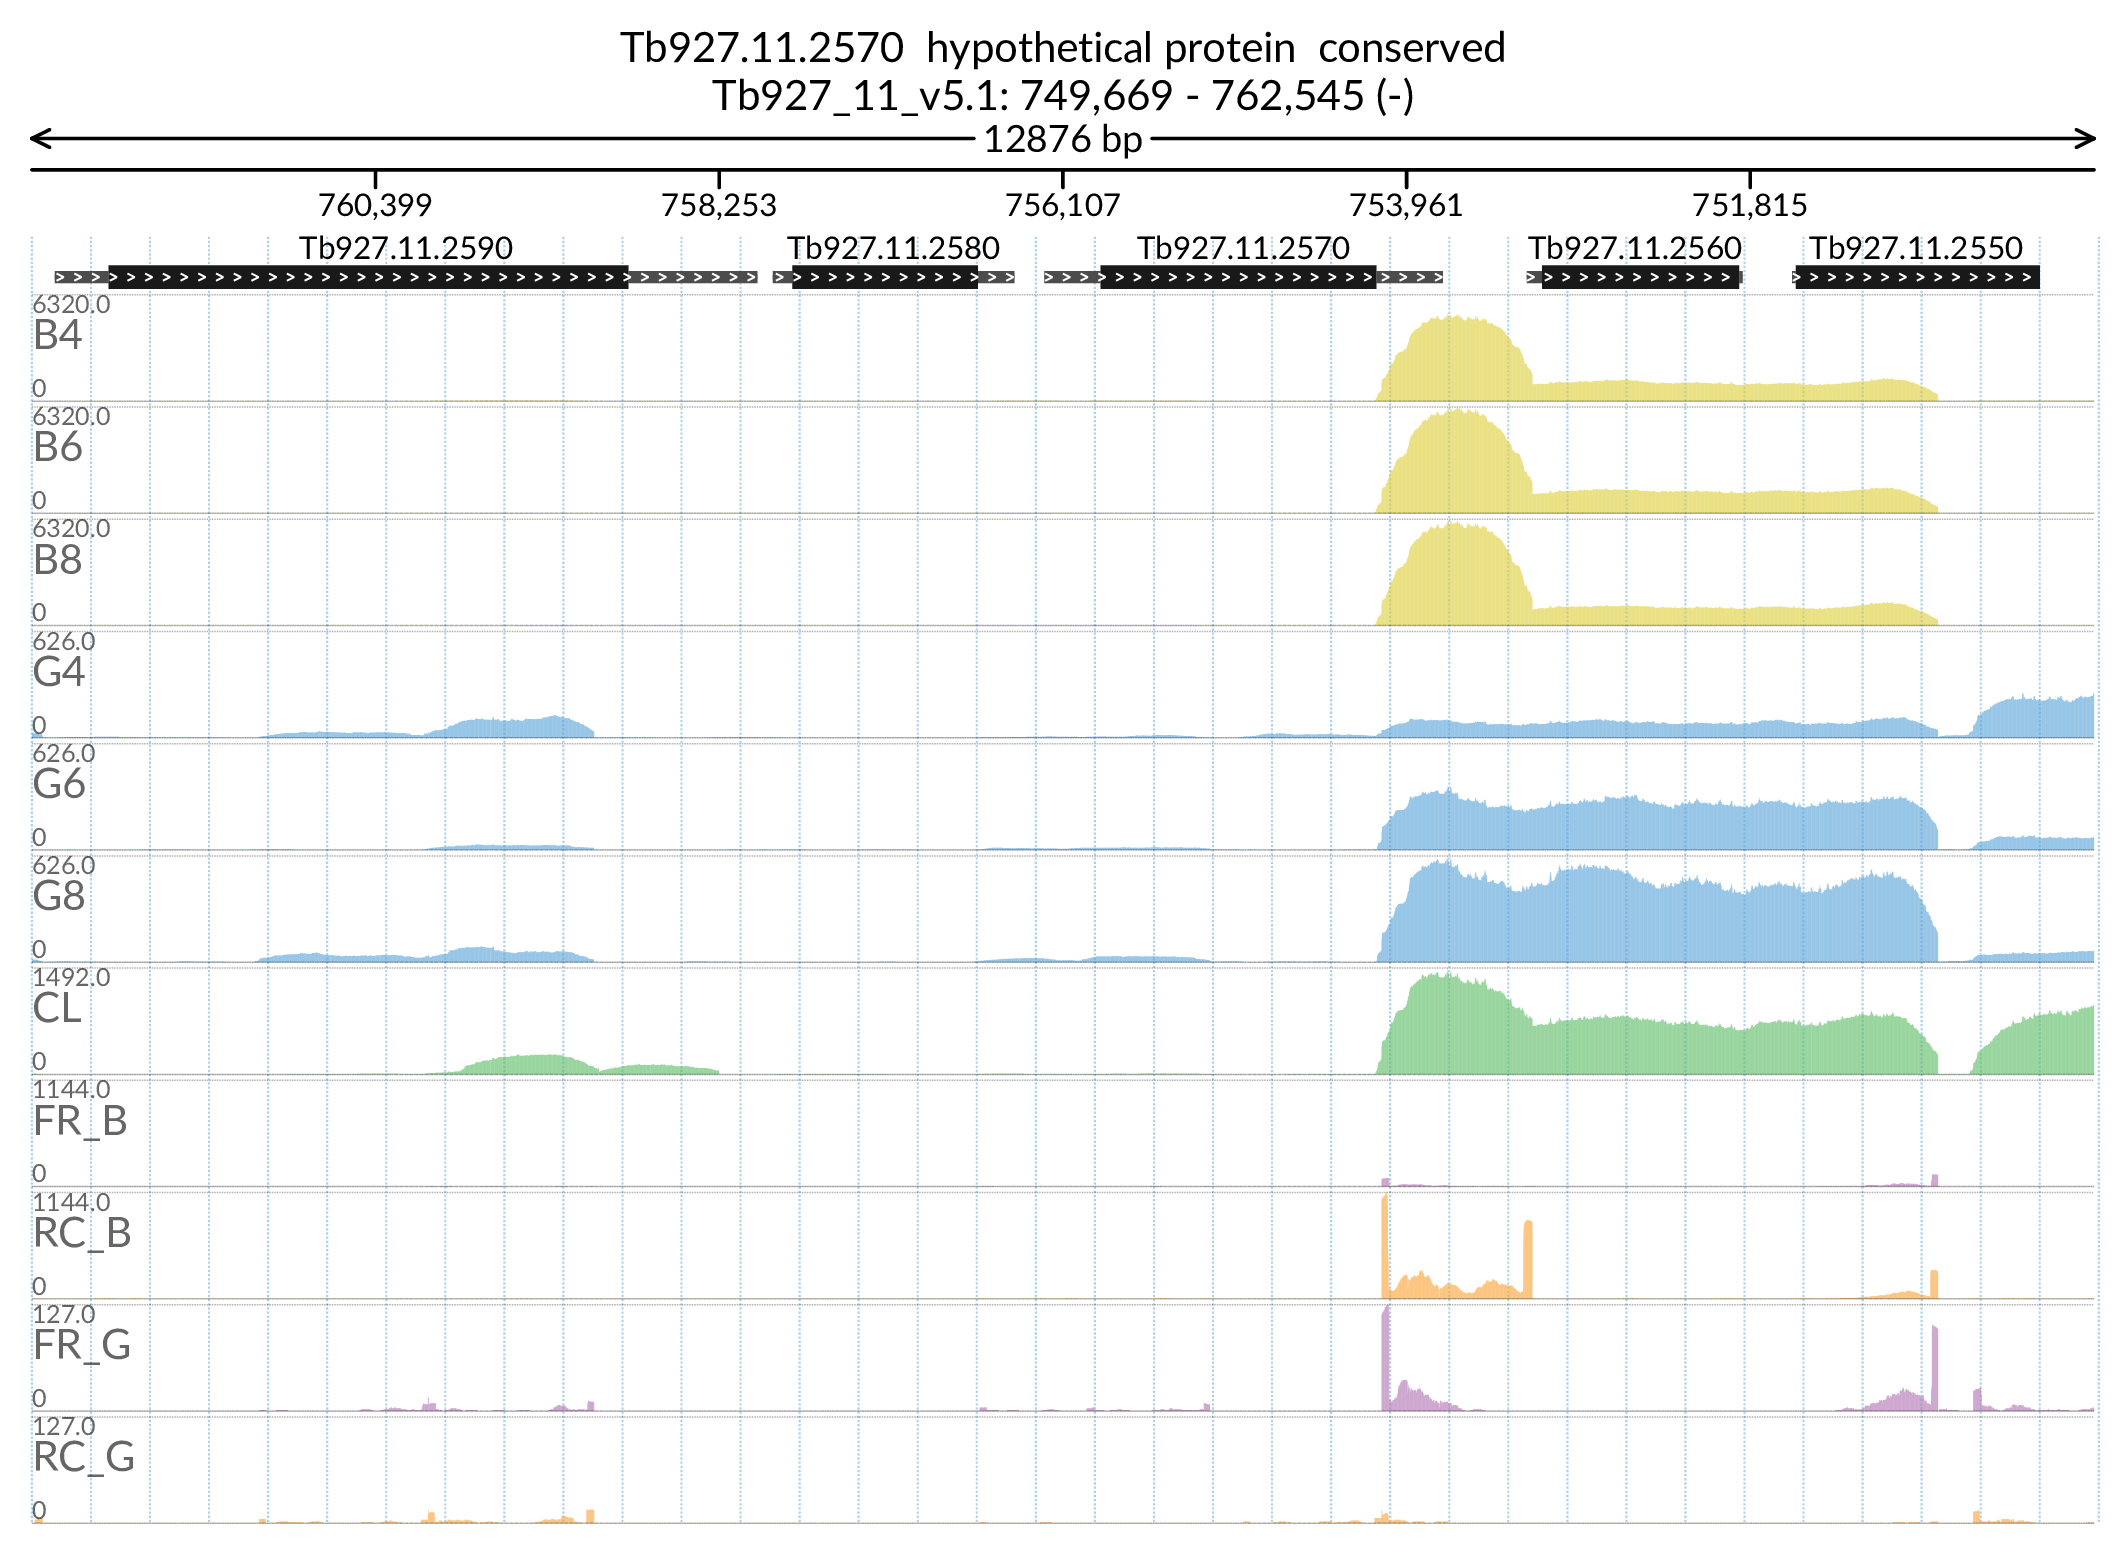 Tb927.11.2570 hypothetical protein conserved
Tb927_11_v5.1: 749,669 - 762,545 (-)
12876 bp
760,399 758,253 756,107 753,961 751,815
Tb927.11.2590 Tb927.11.2580 Tb927.11.2570 Tb927.11.2560 Tb927.11.2550
6320.0
B4
0
6320.0
B6
0
6320.0
B8
0
626.0
G4
0
626.0
G6
0
626.0
G8
0
1492.0
CL
0
1144.0
FR_B
0
1144.0
RC_B
0
127.0
FR_G
0
127.0
RC_G
0